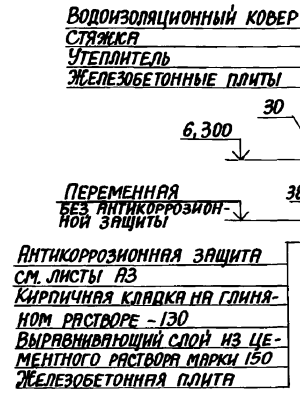 ВОДОИЗОЛЯЦИОННЫЙ КОВЕР
СТЯЖКА
УТЕПЛИТЕЛЬ
ЖЕЛЕЗОБЕТОННЫЕ ПЛИТЫ
30
6,300
ПЕРЕМЕННАЯ
38
БЕЗ АНТИКОРРОЗИОН-
НОЙ ЗАЩИТЫ
АНТИКОРРОЗИОННАЯ ЗАЩИТА
СМ. ЛИСТЫ АЗ
КИРПИЧНАЯ КЛАДКА НА ГЛИНЯ-
НОМ РАСТВОРЕ - 130
ВЫРАВНИВАЮЩИЙ СЛОЙ ИЗ ЦЕ-
МЕНТНОГО РАСТВОРА МАРКИ 150
ЖЕЛЕЗОБЕТОННАЯ ПЛИТА